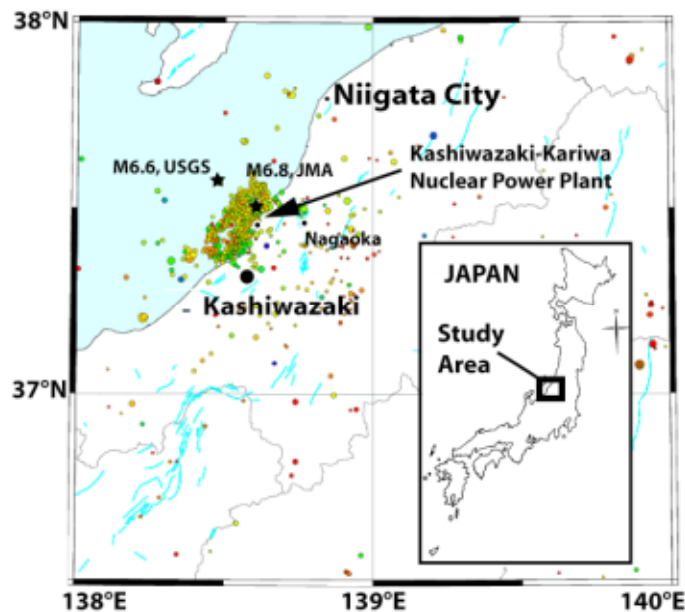 38°N
Niigata City
M6.6, USGS
M6.8, JMA
Kashiwazaki-Kariwa
Nuclear Power Plant
Nagaoka
Kashiwazaki
JAPAN
Study
Area
37°N
138°E
139°E
140°E